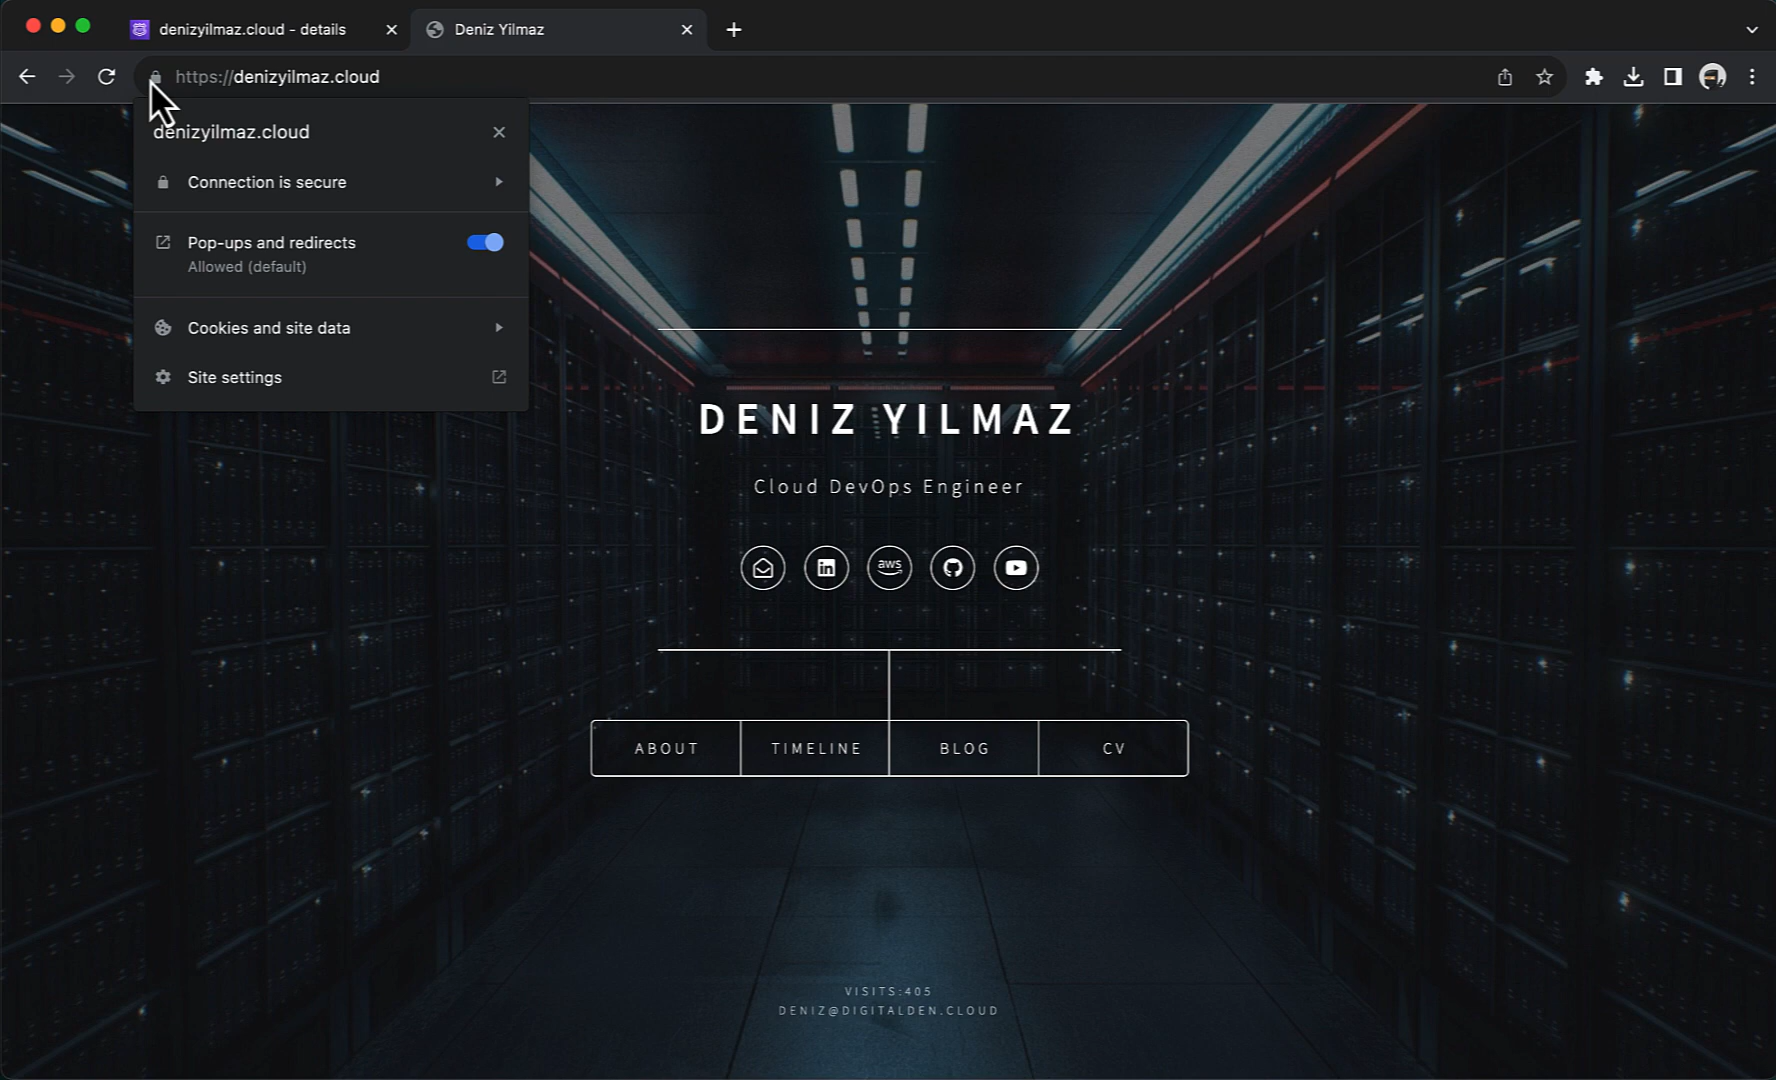 denizyilmaz.cloud - details
Deniz Yilmaz
https://denizyilmaz.cloud
denizyilmaz.cloud
Connection is secure
Pop-ups and redirects
Allowed (default)
Cookies and site data
Site settings
DENIZ YILMAZ
Cloud DevOps Engineer
aws
ABOUT
TIMELINE
BLOG
CV
VISITS:405
DENIZ@DIGITALDEN.CLOUD